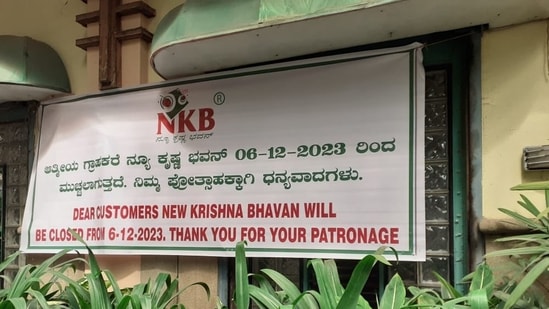 NKB ®
ನ್ಯೂ ಕೃಷ್ಣ ಭವನ್
ಆತ್ಮೀಯ ಗ್ರಾಹಕರೆ ನ್ಯೂ ಕೃಷ್ಣ ಭವನ್ 06-12-2023 ರಿಂದ
ಮುಚ್ಚಲಾಗುತ್ತದೆ. ನಿಮ್ಮ ಪ್ರೋತ್ಸಾಹಕ್ಕಾಗಿ ಧನ್ಯವಾದಗಳು.
DEAR CUSTOMERS NEW KRISHNA BHAVAN WILL
BE CLOSED FROM 6-12-2023. THANK YOU FOR YOUR PATRONAGE